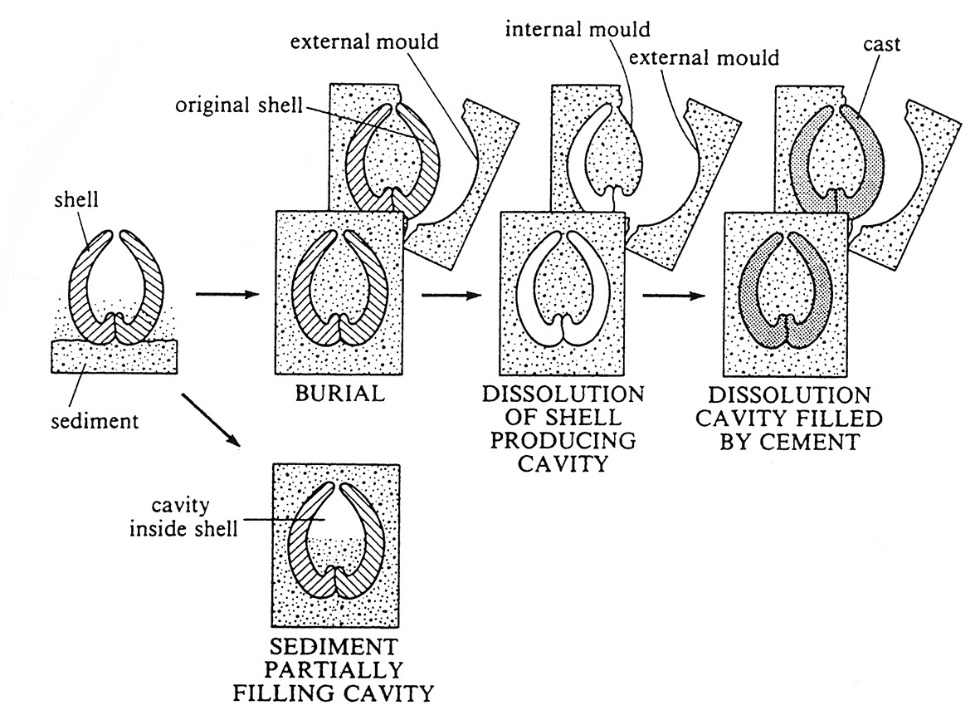 external mould
internal mould
external mould
cast
original shell
shell
sediment
BURIAL
DISSOLUTION
OF SHELL
PRODUCING
CAVITY
DISSOLUTION
CAVITY FILLED
BY CEMENT
cavity
inside shell
SEDIMENT
PARTIALLY
FILLING CAVITY